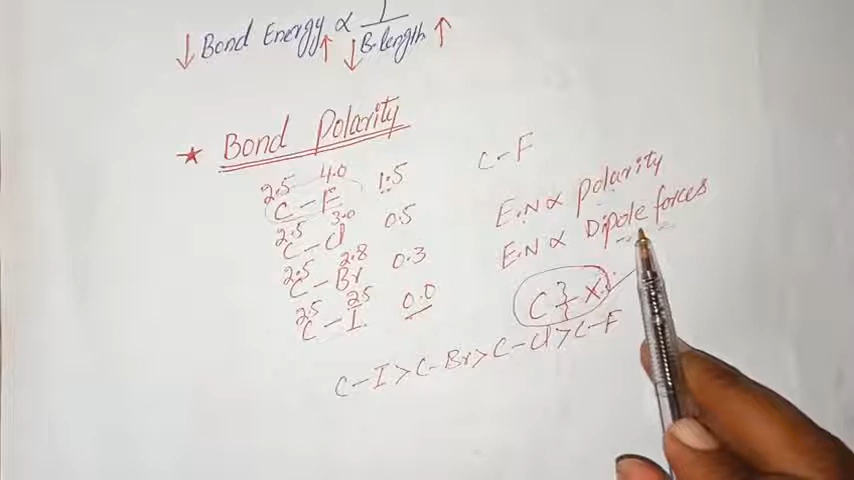 ↓ Bond Energy ↑ ∝ 1 / ↓ B.length ↑
★ Bond Polarity
2.5 4.0
C - F 1.5
2.5 3.0
C - Cl 0.5
2.5 2.8
C - Br 0.3
2.5 2.5
C - I 0.0
C - F
E.N ∝ Polarity
E.N ∝ Dipole forces
C - X
C-I > C-Br > C-Cl > C-F